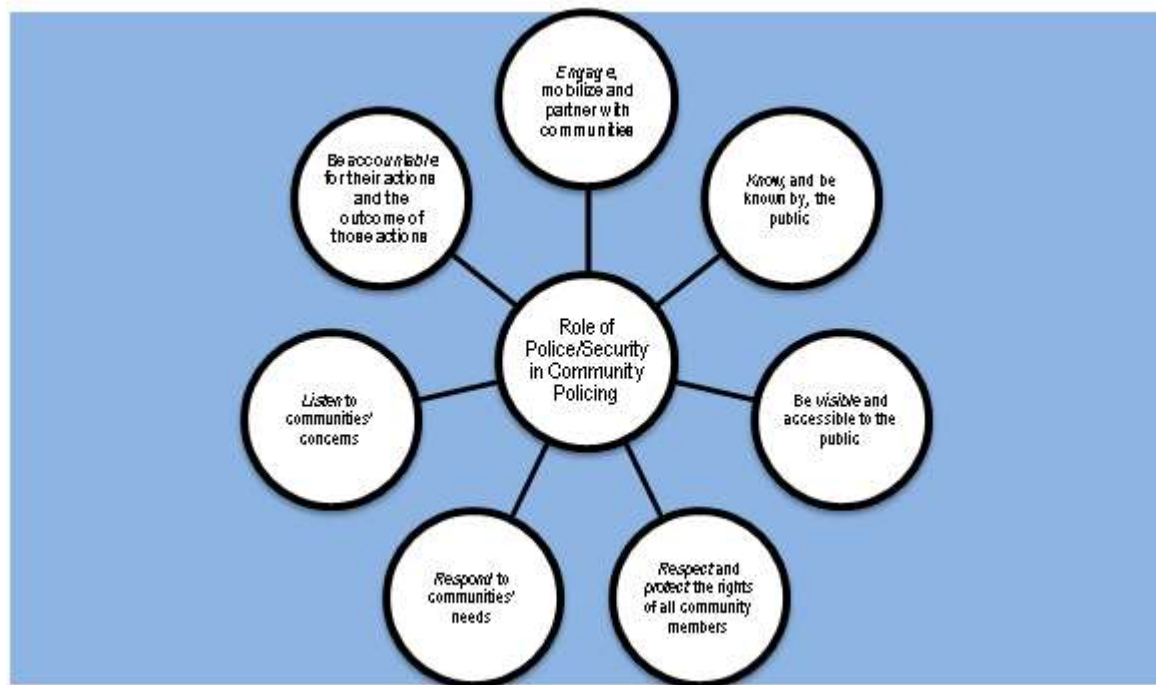 Engage,
mobilize and
partner with
communities
Know, and be
known by, the
public
Be visible and
accessible to the
public
Respect and
protect the rights
of all community
members
Respond to
communities'
needs
Listen to
communities'
concerns
Be accountable
for their actions
and the
outcome of
those actions
Role of
Police/Security
in Community
Policing